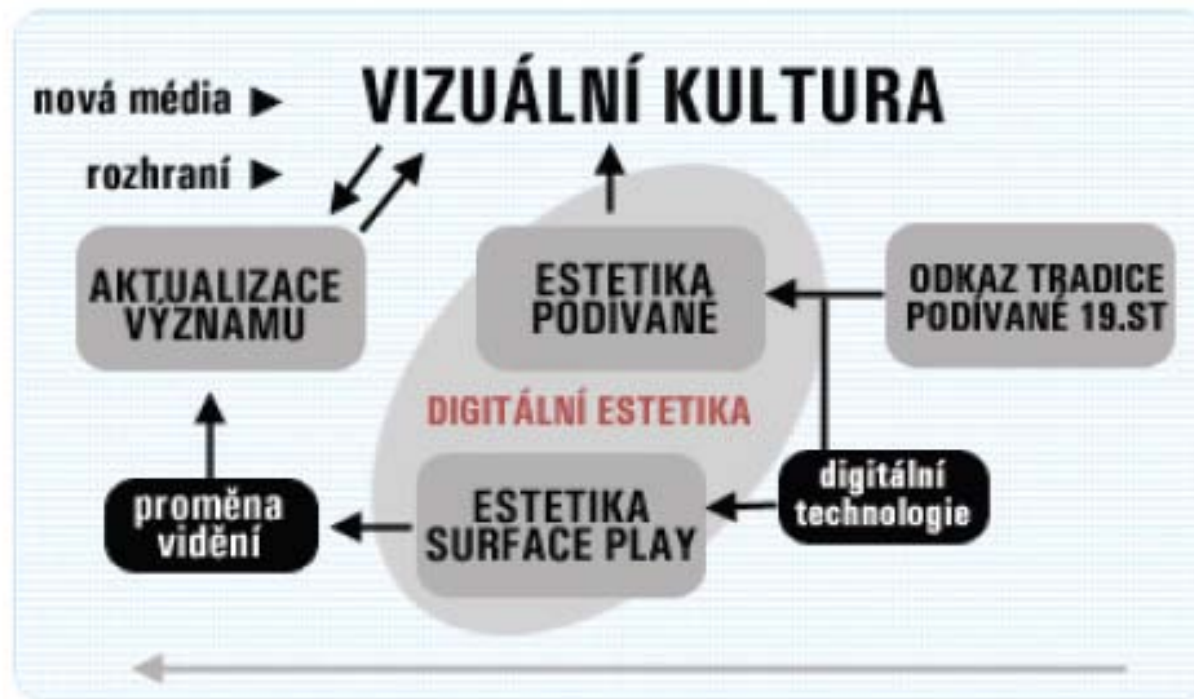 nová média ►
VIZUÁLNÍ KULTURA
rozhraní ►
AKTUALIZACE
VÝZNAMU
ESTETIKA
PODÍVANÉ
ODKAZ TRADICE
PODÍVANÉ 19.ST
DIGITÁLNÍ ESTETIKA
proměna
vidění
ESTETIKA
SURFACE PLAY
digitální
technologie